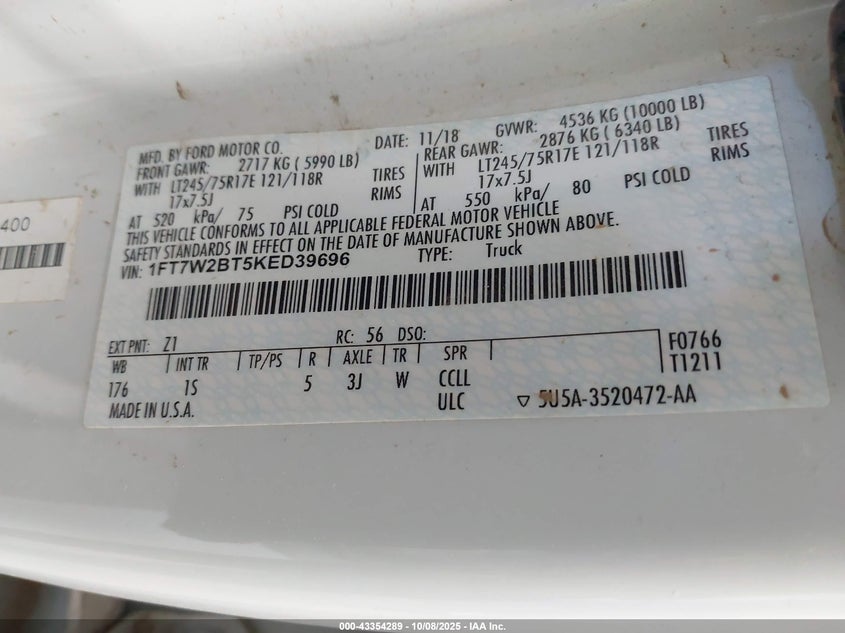 MFD. BY FORD MOTOR CO.
DATE: 11/18 GVWR: 4536 KG (10000 LB)
FRONT GAWR: 2717 KG ( 5990 LB)
REAR GAWR: 2876 KG ( 6340 LB)
WITH LT245/75R17E 121/118R TIRES
WITH LT245/75R17E 121/118R TIRES
17x7.5J RIMS
17x7.5J RIMS
AT 520 kPa/ 75 PSI COLD
AT 550 kPa/ 80 PSI COLD
THIS VEHICLE CONFORMS TO ALL APPLICABLE FEDERAL MOTOR VEHICLE
SAFETY STANDARDS IN EFFECT ON THE DATE OF MANUFACTURE SHOWN ABOVE.
VIN: 1FT7W2BT5KED39696 TYPE: Truck
EXT PNT: Z1 RC: 56 DSO:
WB INT TR TP/PS R AXLE TR SPR
176 1S 5 3J W CCLL
ULC
F0766
T1211
MADE IN U.S.A.
▽ 5U5A-3520472-AA
400
000-43354289 - 10/08/2025 - IAA Inc.